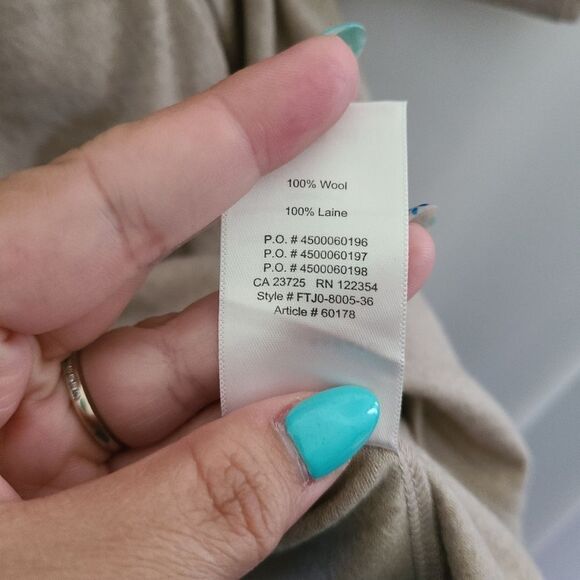 100% Wool
100% Laine
P.O. # 4500060196
P.O. # 4500060197
P.O. # 4500060198
CA 23725 RN 122354
Style # FTJ0-8005-36
Article # 60178